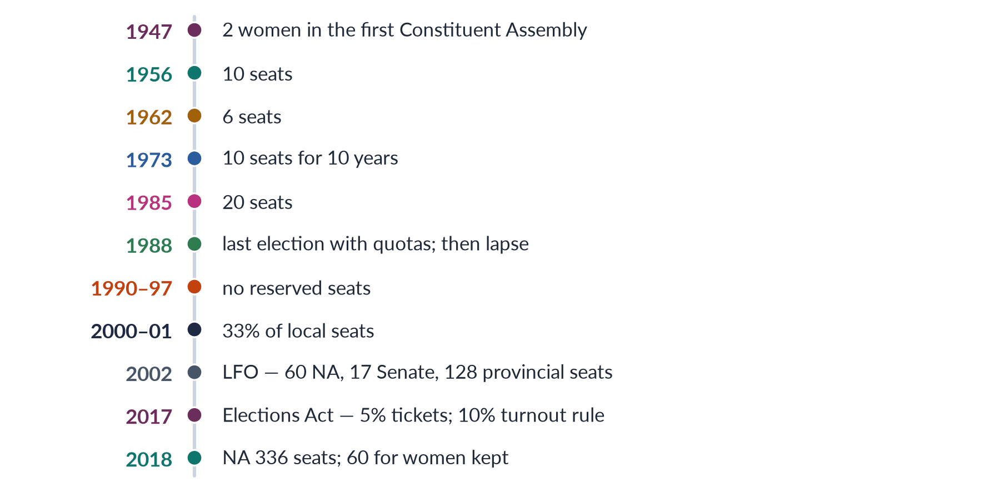 1947 2 women in the first Constituent Assembly
1956 10 seats
1962 6 seats
1973 10 seats for 10 years
1985 20 seats
1988 last election with quotas; then lapse
1990–97 no reserved seats
2000–01 33% of local seats
2002 LFO — 60 NA, 17 Senate, 128 provincial seats
2017 Elections Act — 5% tickets; 10% turnout rule
2018 NA 336 seats; 60 for women kept